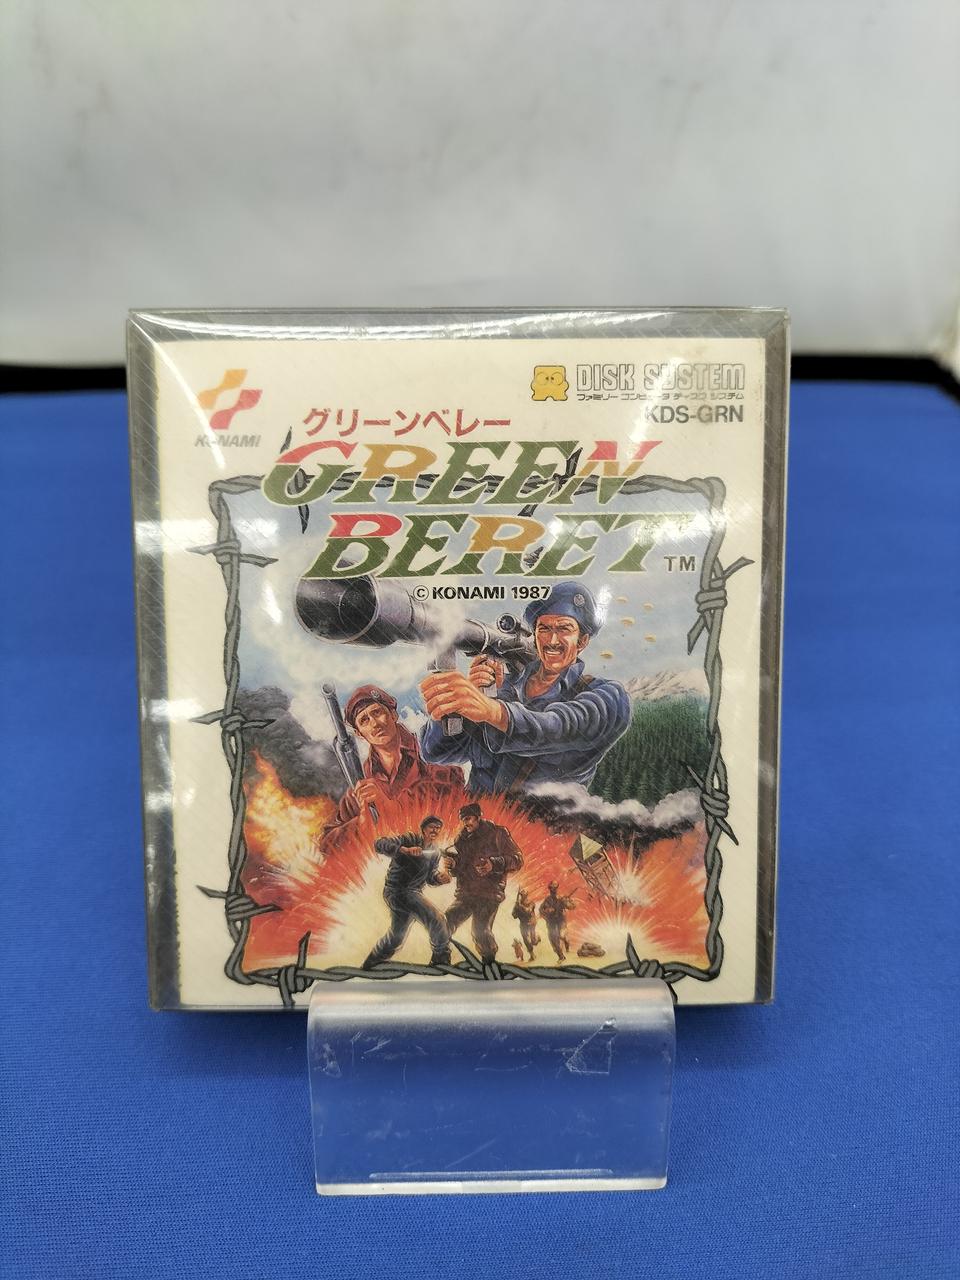 KONAMI
DISK SYSTEM
ファミリー コンピュータ ディスク システム
KDS-GRN
グリーンベレー
GREEN
BERET TM
© KONAMI 1987